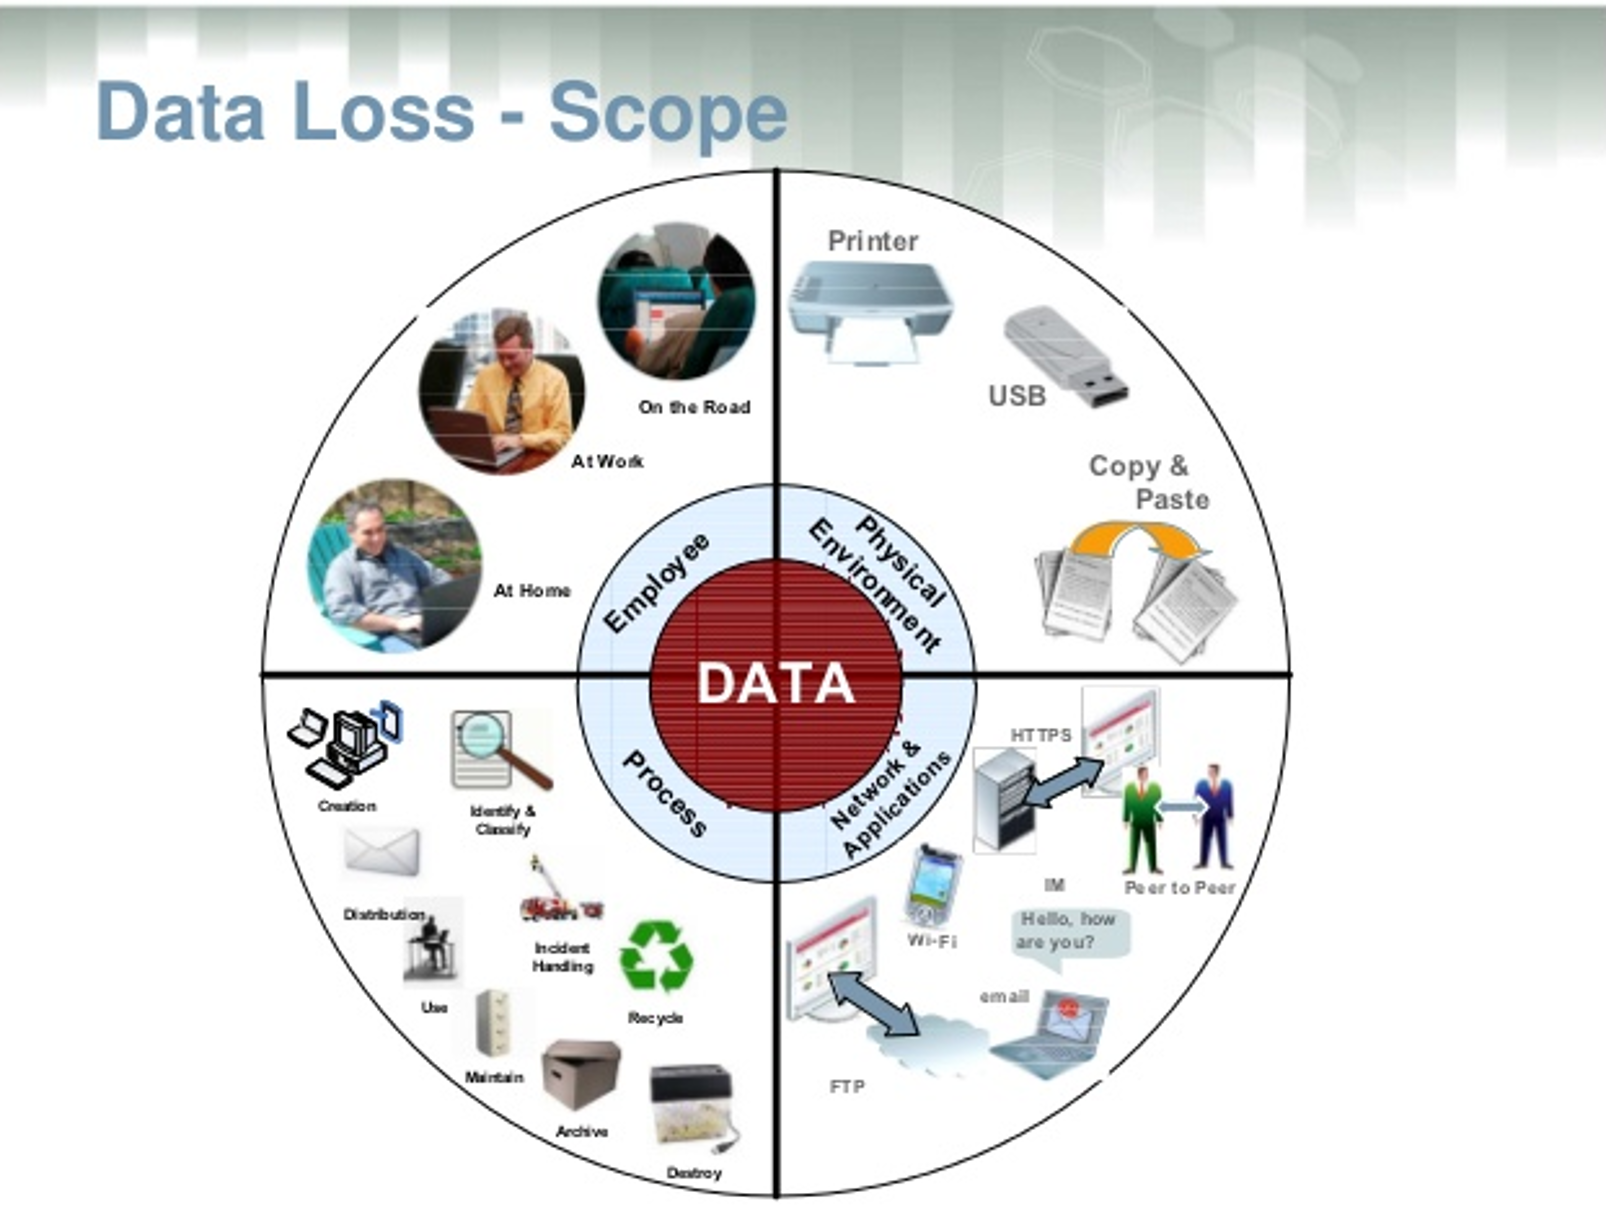 Data Loss - Scope
On the Road
At Work
At Home
Employee
Printer
USB
Copy &
Paste
Physical
Environment
DATA
Process
Network &
Applications
Creation
Identify &
Classify
Distribution
Incident
Handling
Use
Recycle
Maintain
Archive
Destroy
HTTPS
Peer to Peer
IM
Hello, how
are you?
Wi-Fi
email
FTP